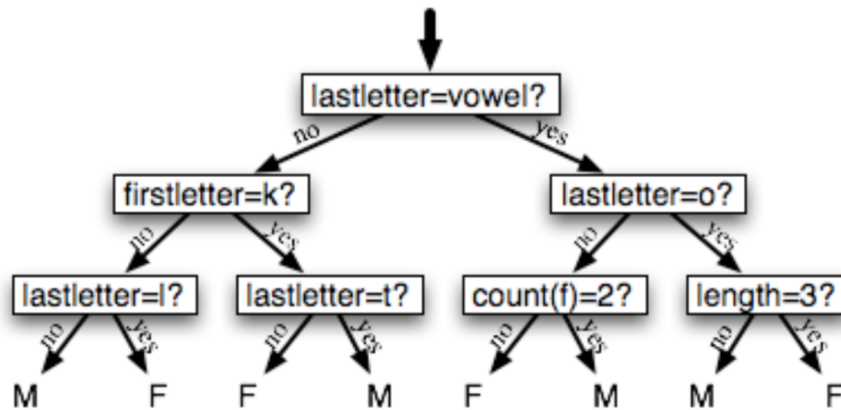 lastletter=vowel?
no yes
firstletter=k? lastletter=o?
no yes no yes
lastletter=l? lastletter=t? count(f)=2? length=3?
no yes no yes no yes no yes
M F F M F M M F